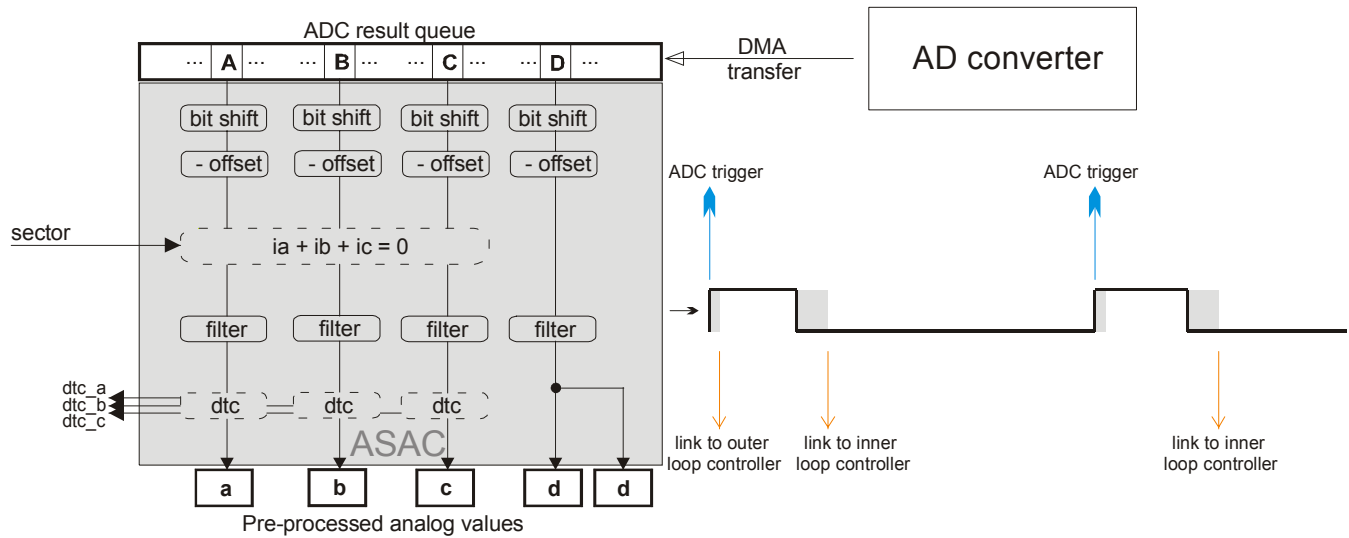 ADC result queue
... A ... ... B ... ... C ... ... D ...
DMA
transfer
AD converter
bit shift bit shift bit shift bit shift
- offset - offset - offset - offset
ADC trigger ADC trigger
sector
ia + ib + ic = 0
filter filter filter filter
dtc_a
dtc_b
dtc_c
dtc dtc dtc
ASAC
link to outer
loop controller
link to inner
loop controller
link to inner
loop controller
a b c d d
Pre-processed analog values